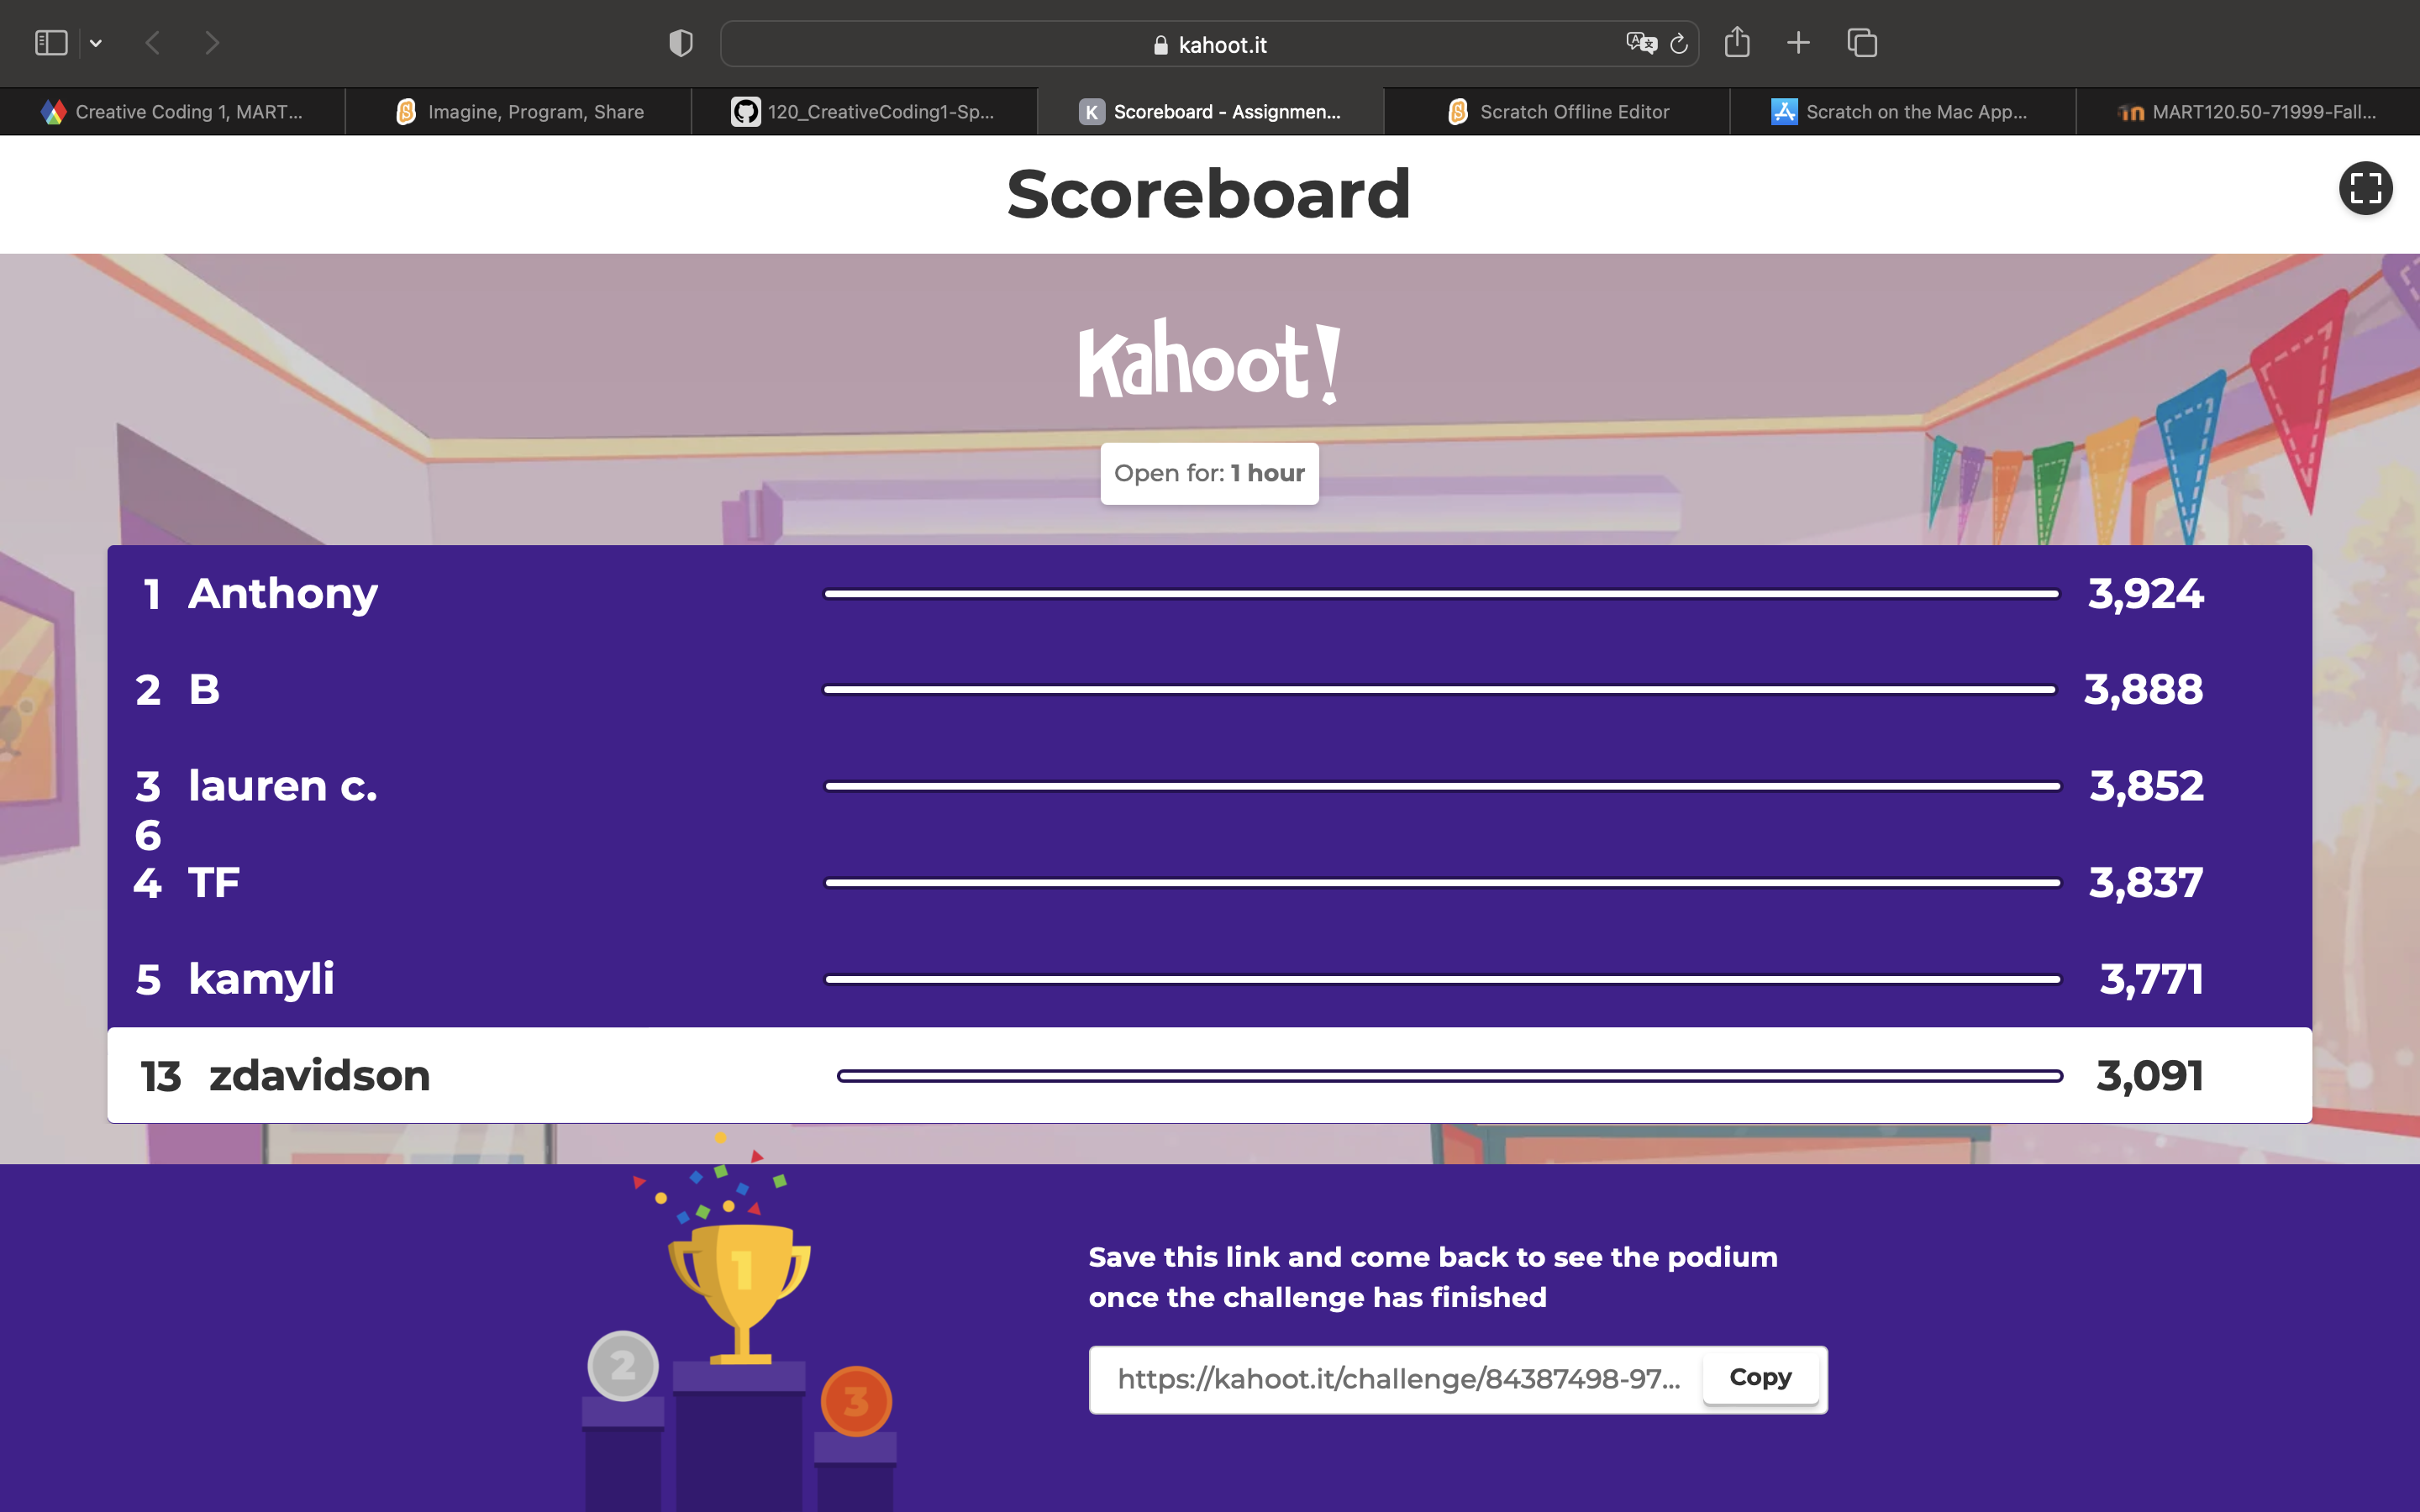 kahoot.it
Creative Coding 1, MART...
Imagine, Program, Share
120_CreativeCoding1-Sp...
K Scoreboard - Assignmen...
Scratch Offline Editor
Scratch on the Mac App...
MART120.50-71999-Fall...
Scoreboard
Kahoot!
Open for: 1 hour
1 Anthony 3,924
2 B 3,888
3 lauren c. 3,852
6
4 TF 3,837
5 kamyli 3,771
13 zdavidson 3,091
1
2
3
Save this link and come back to see the podium
once the challenge has finished
https://kahoot.it/challenge/84387498-97... Copy